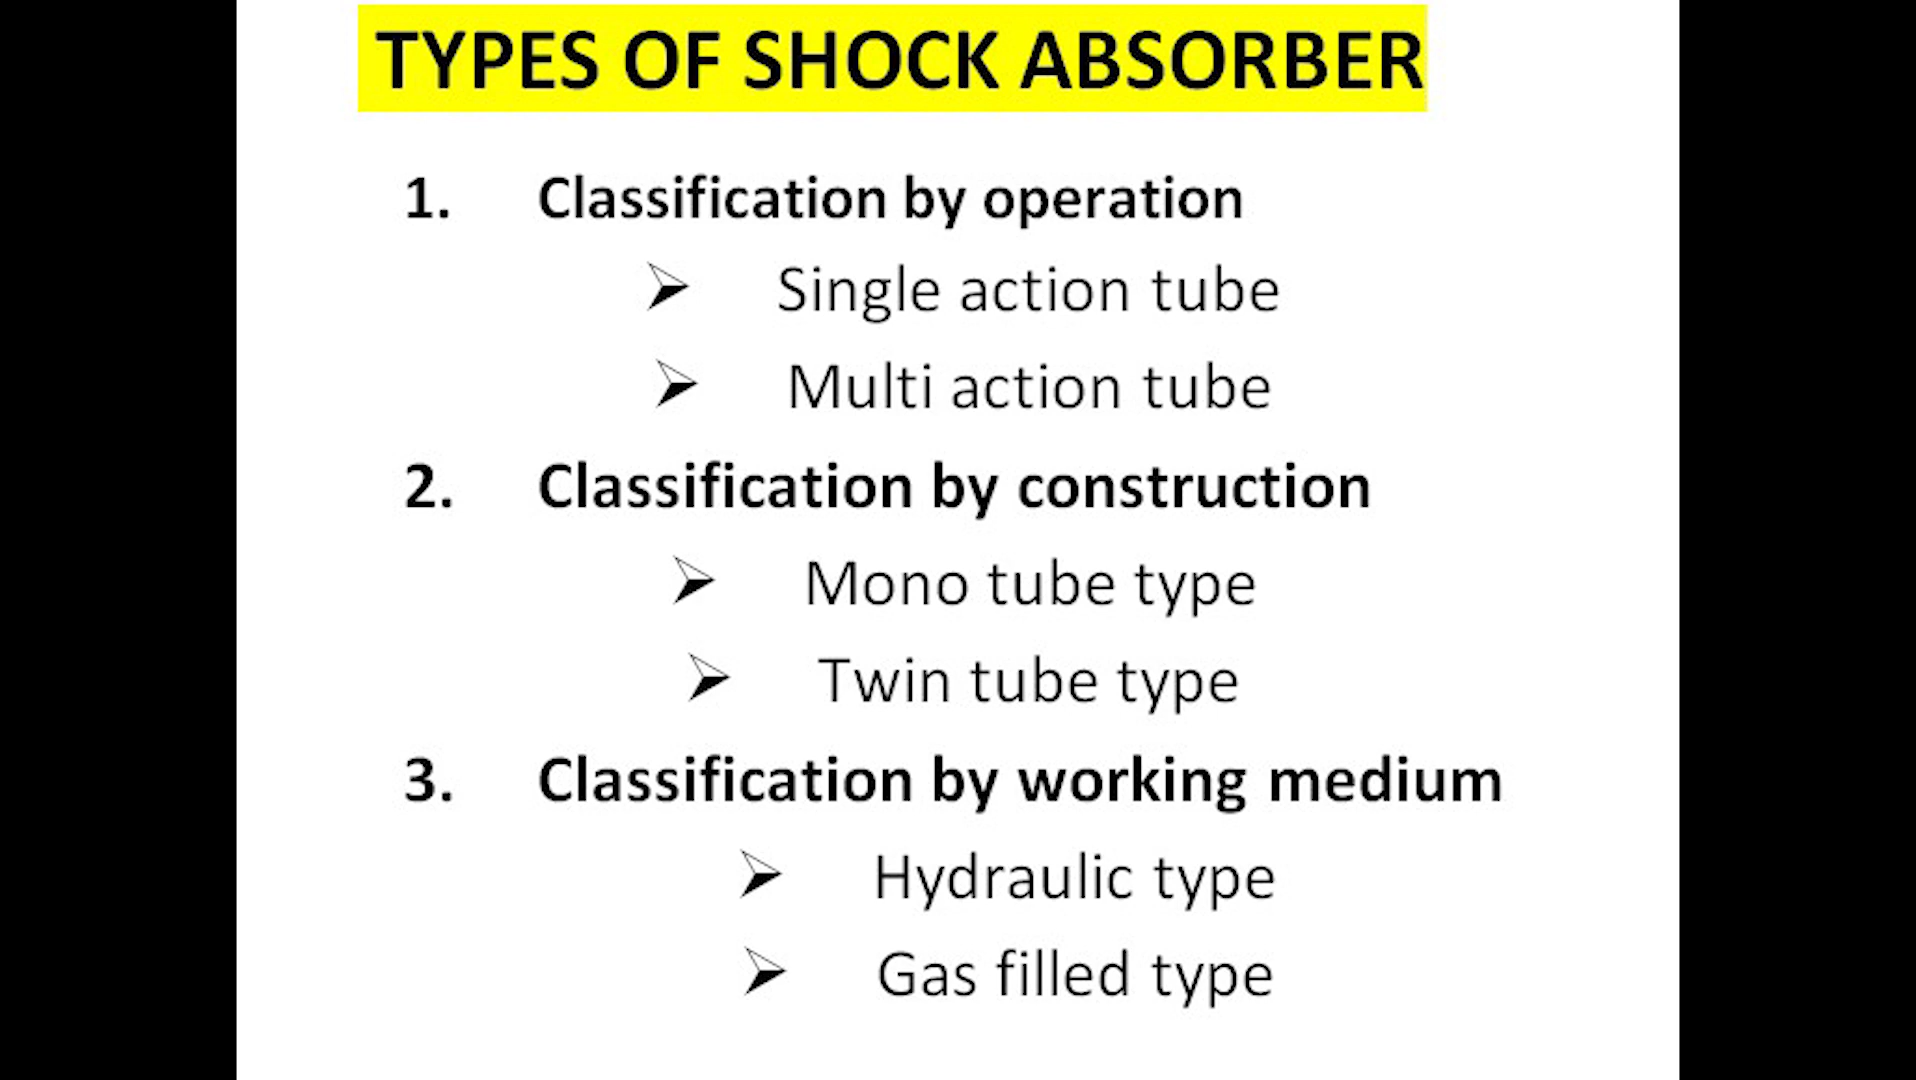 TYPES OF SHOCK ABSORBER
1. Classification by operation
➢ Single action tube
➢ Multi action tube
2. Classification by construction
➢ Mono tube type
➢ Twin tube type
3. Classification by working medium
➢ Hydraulic type
➢ Gas filled type